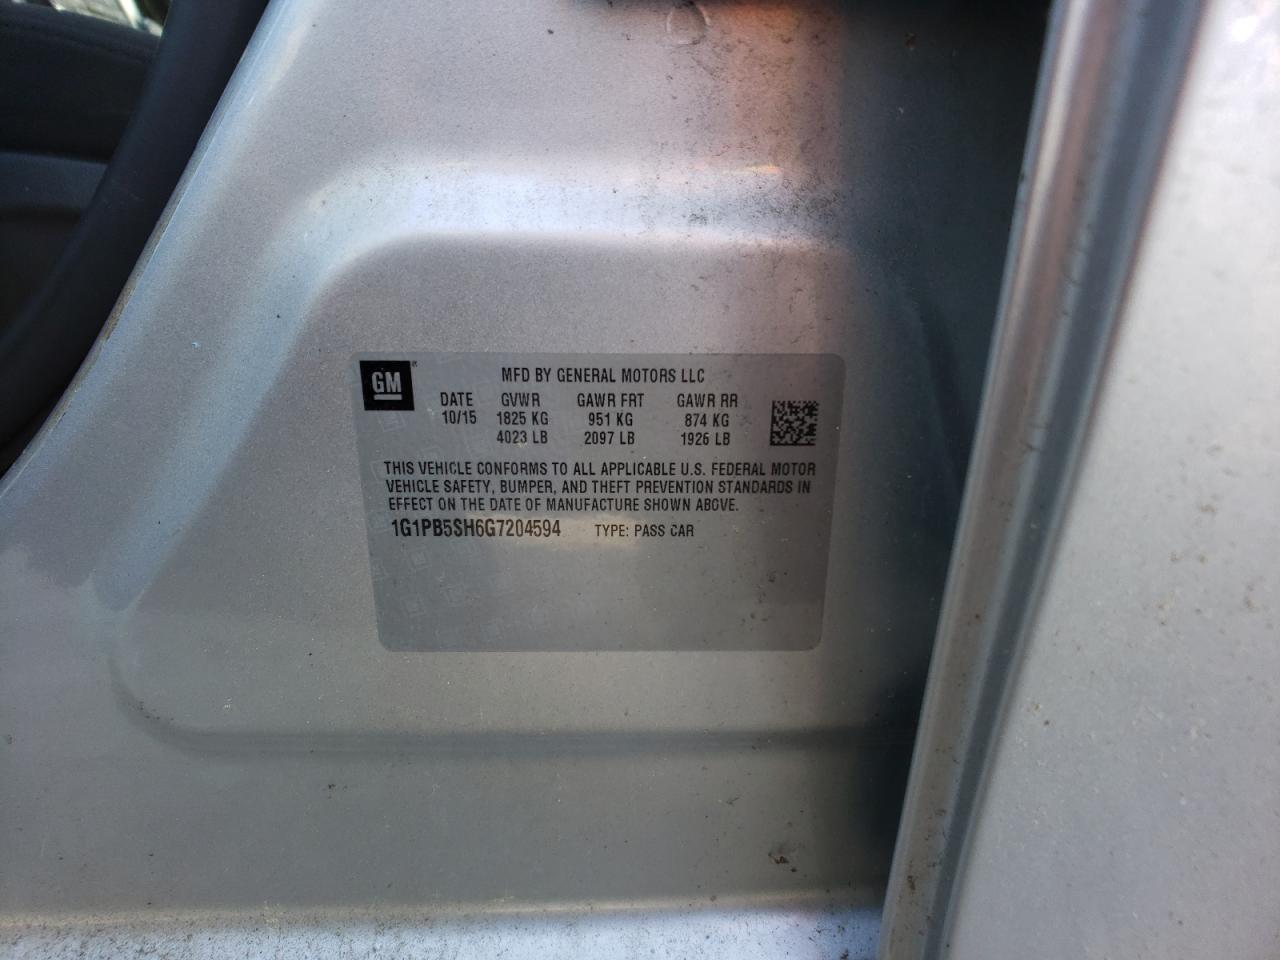 GM
MFD BY GENERAL MOTORS LLC
DATE GVWR GAWR FRT GAWR RR
10/15 1825 KG 951 KG 874 KG
4023 LB 2097 LB 1926 LB
THIS VEHICLE CONFORMS TO ALL APPLICABLE U.S. FEDERAL MOTOR
VEHICLE SAFETY, BUMPER, AND THEFT PREVENTION STANDARDS IN
EFFECT ON THE DATE OF MANUFACTURE SHOWN ABOVE.
1G1PB5SH6G7204594 TYPE: PASS CAR